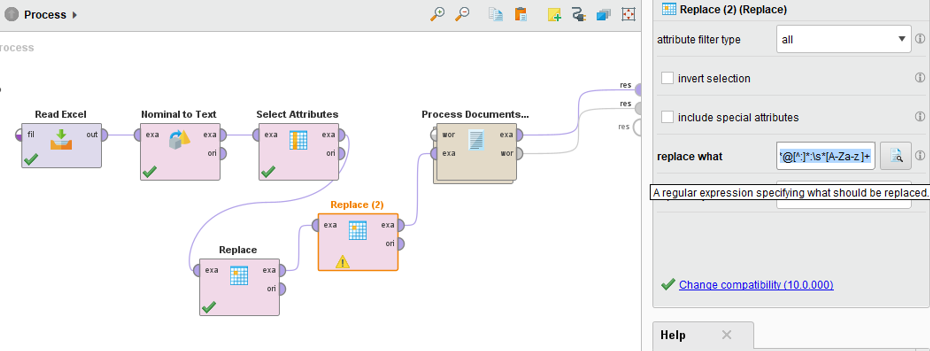 Process
Process
rocess
Read Excel
fil
out
Nominal to Text
exa
exa
ori
Select Attributes
exa
exa
ori
Process Documents...
wor
exa
exa
wor
res
res
res
Replace (2)
exa
exa
ori
Replace
exa
exa
ori
Replace (2) (Replace)
attribute filter type
all
invert selection
include special attributes
replace what
@[^:]*:\s*[A-Za-z ]+
A regular expression specifying what should be replaced.
Change compatibility (10.0.000)
Help